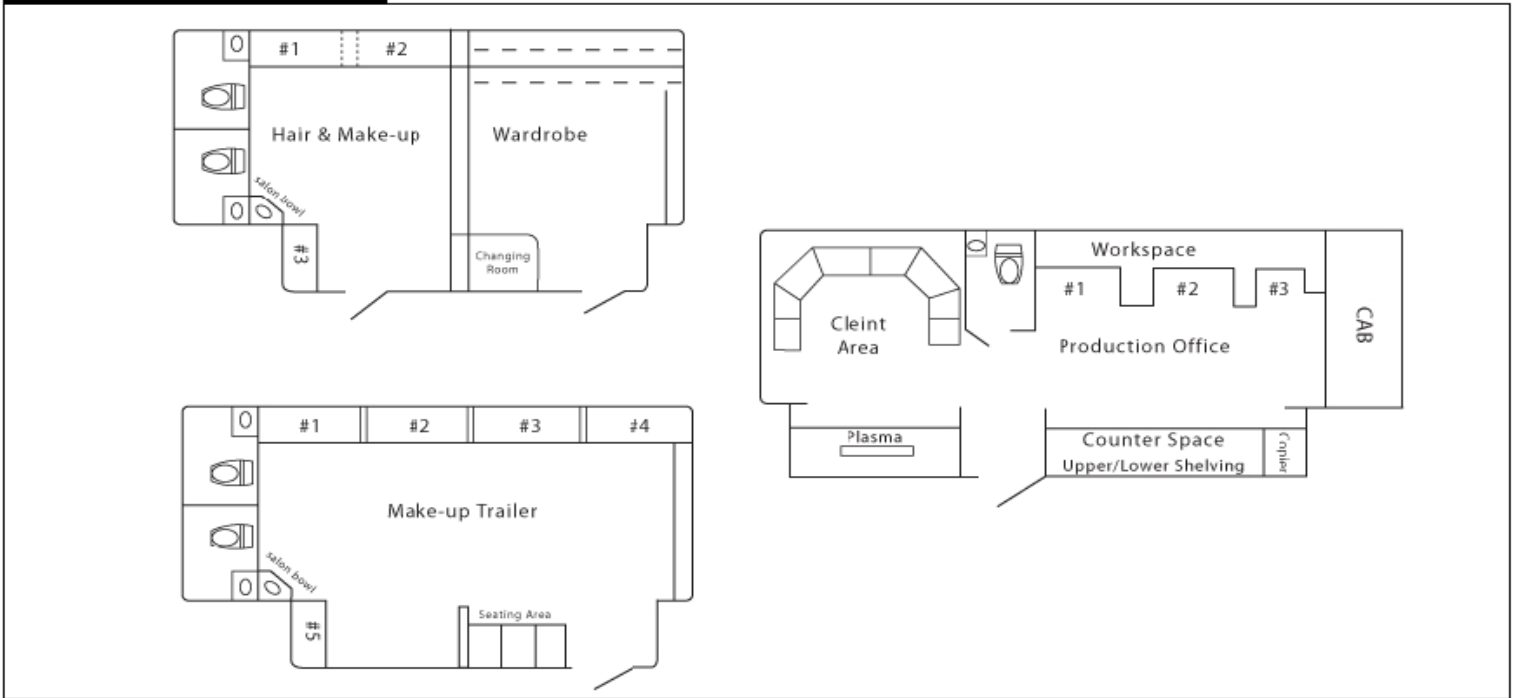 #1
#2
Hair & Make-up
Wardrobe
salon bowl
#3
Changing
Room
Workspace
#1
#2
#3
Cleint
Area
Production Office
CAB
Plasma
Counter Space
Upper/Lower Shelving
Copier
#1
#2
#3
#4
Make-up Trailer
salon bowl
#5
Seating Area